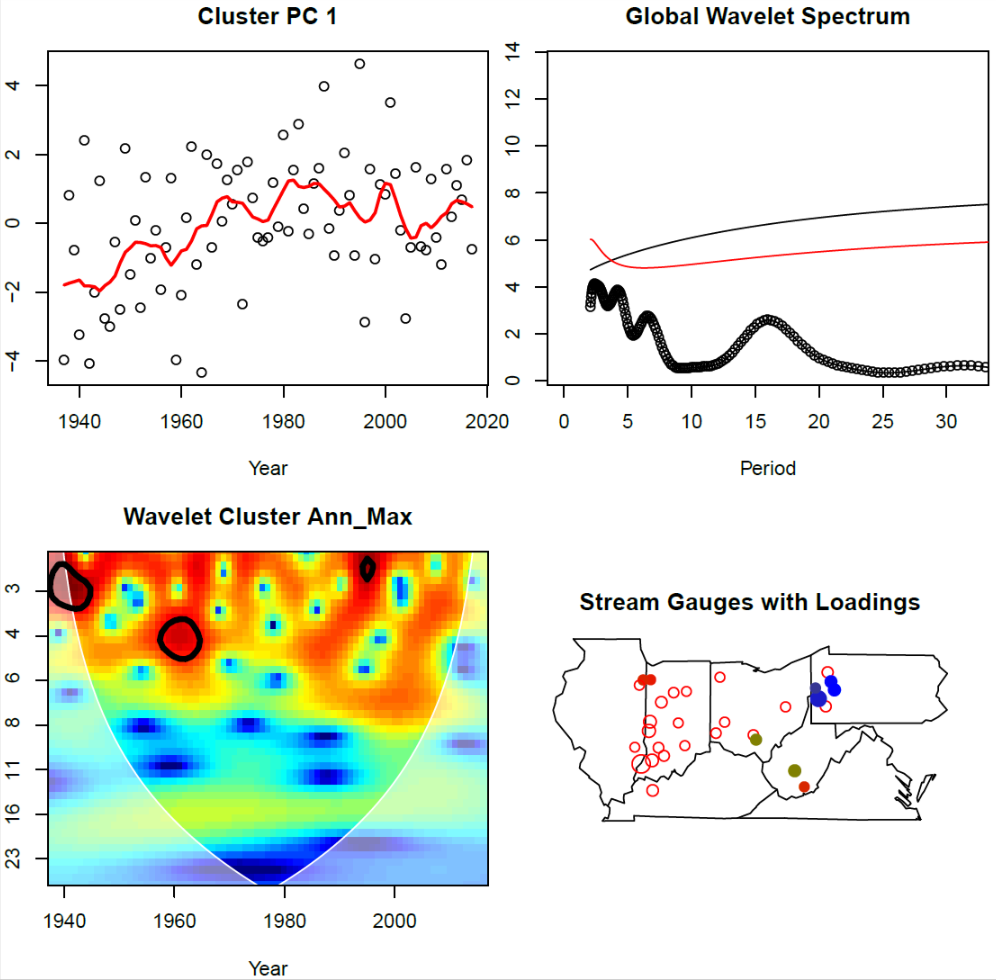 Cluster PC 1
4
2
0
−2
−4
1940 1960 1980 2000 2020
Year
Global Wavelet Spectrum
14
12
10
8
6
4
2
0
0 5 10 15 20 25 30
Period
Wavelet Cluster Ann_Max
3
4
6
8
11
16
23
1940 1960 1980 2000
Year
Stream Gauges with Loadings